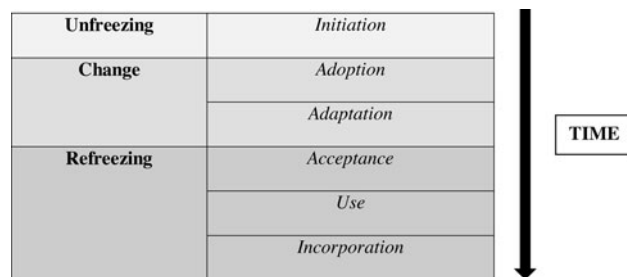 Unfreezing Initiation
Change Adoption
Adaptation
TIME
Refreezing Acceptance
Use
Incorporation